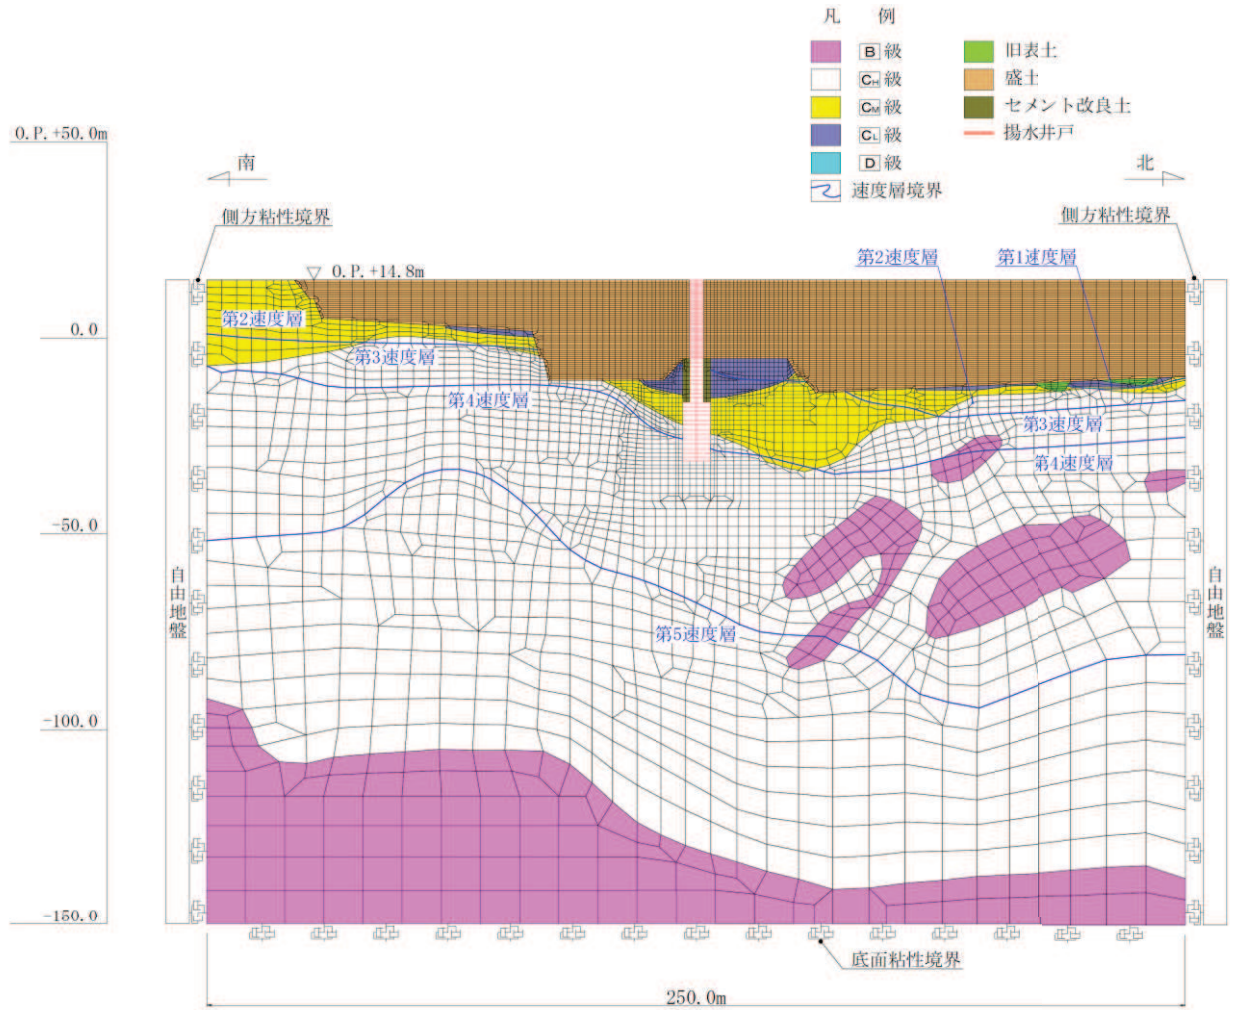 凡 例
B 級
CH 級
CM 級
CL 級
D 級
速度層境界
旧表土
盛土
セメント改良土
揚水井戸
O.P.+50.0m
南
北
側方粘性境界
側方粘性境界
O.P.+14.8m
第2速度層
第1速度層
第2速度層
0.0
第3速度層
第4速度層
第3速度層
第4速度層
-50.0
自由地盤
自由地盤
第5速度層
-100.0
-150.0
底面粘性境界
250.0m